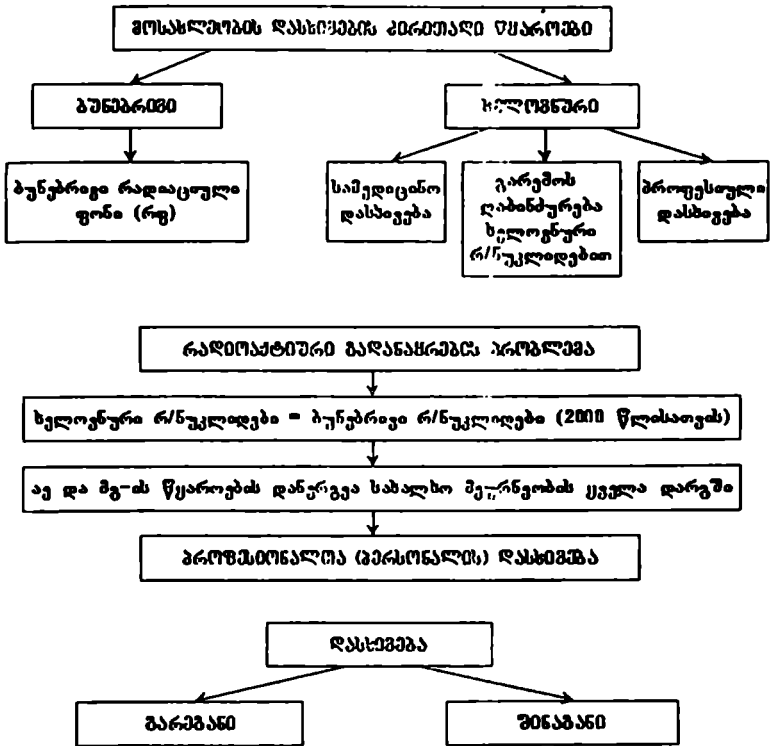 მოსახლეობის დასხივების ძირითადი წყაროები
ბუნებრივი
ხელოვნური
ბუნებრივი რადიაციული
ფონი (რფ)
სამედიცინო
დასხივება
გარემოს
დაბინძურება
ხელოვნური
რ/ნუკლიდებით
პროფესიული
დასხივება
რადიოაქტიური გადანაყრების პრობლემა
ხელოვნური რ/ნუკლიდები = ბუნებრივი რ/ნუკლიდები (2000 წლისათვის)
აე და მგ-ის წყაროების დანერგვა სახალხო მეურნეობის ყველა დარგში
პროფესიონალთა (პერსონალის) დასხივება
დასხივება
გარეგანი
შინაგანი